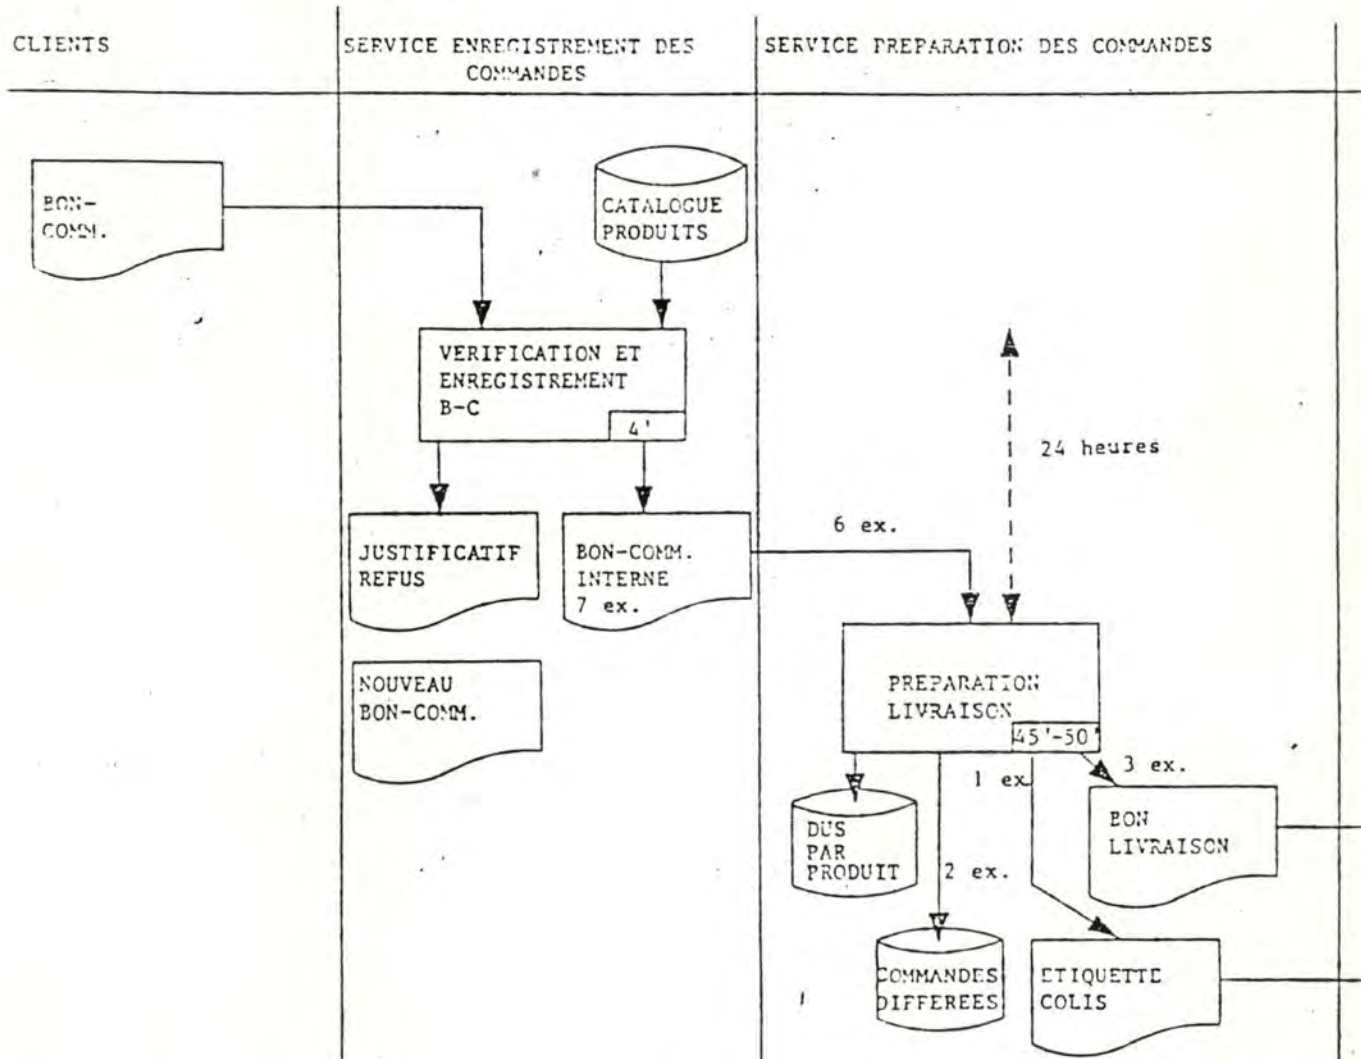 CLIENTS
SERVICE ENREGISTREMENT DES
COMMANDES
SERVICE PREPARATION DES COMMANDES
BON-
COMM.
CATALOGUE
PRODUITS
VERIFICATION ET
ENREGISTREMENT
B-C
4'
24 heures
JUSTIFICATIF
REFUS
BON-COMM.
INTERNE
7 ex.
6 ex.
NOUVEAU
BON-COMM.
PREPARATION
LIVRAISON
45'-50'
1 ex
3 ex.
DUS
PAR
PRODUIT
2 ex.
BON
LIVRAISON
COMMANDES
DIFFEREES
ETIQUETTE
COLIS